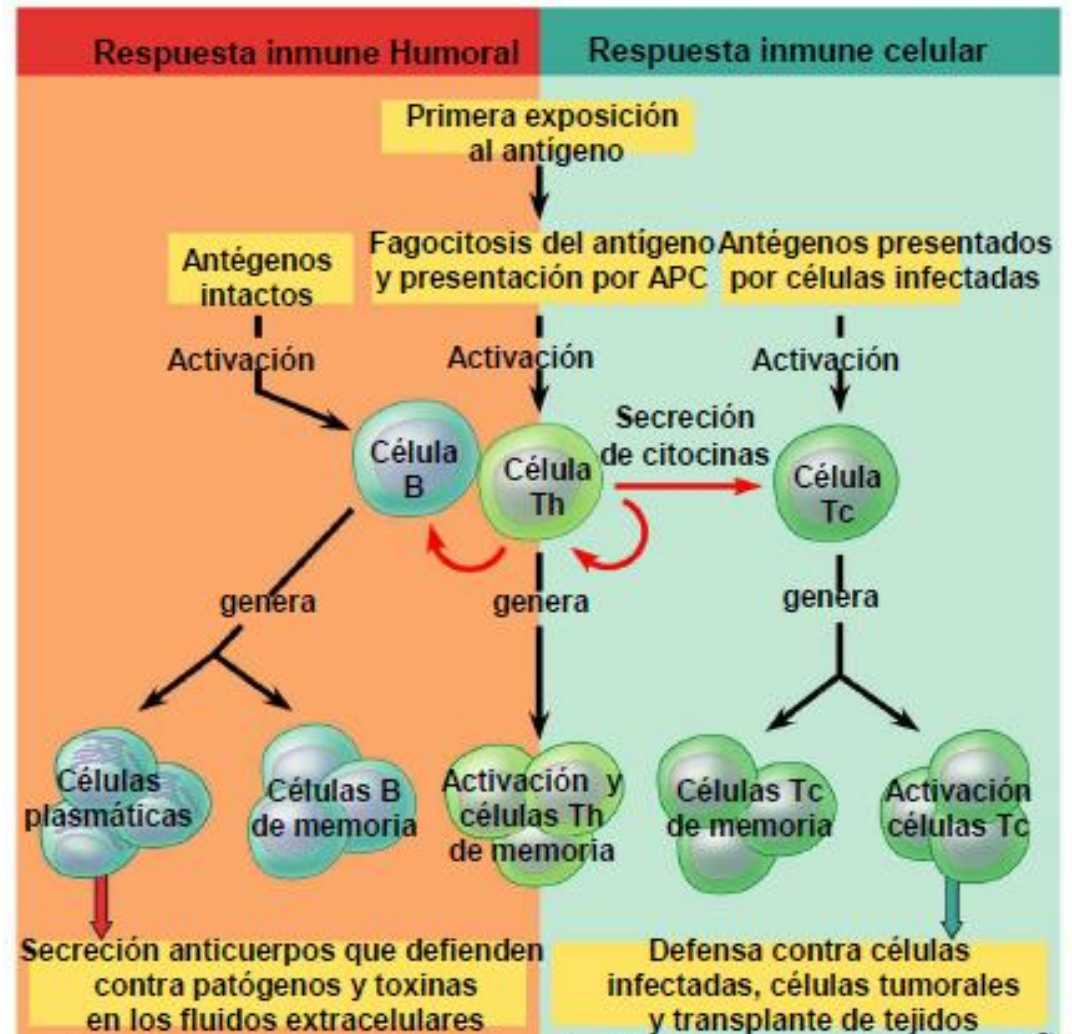 Respuesta inmune Humoral
Respuesta inmune celular
Primera exposición
al antígeno
Antégenos
intactos
Fagocitosis del antígeno
y presentación por APC
Antégenos presentados
por células infectadas
Activación
Activación
Activación
Célula
B
Célula
Th
Secreción
de citocinas
Célula
Tc
genera
genera
genera
Células
plasmáticas
Células B
de memoria
Activación y
células Th
de memoria
Células Tc
de memoria
Activación
células Tc
Secreción anticuerpos que defienden
contra patógenos y toxinas
en los fluidos extracelulares
Defensa contra células
infectadas, células tumorales
y transplante de tejidos